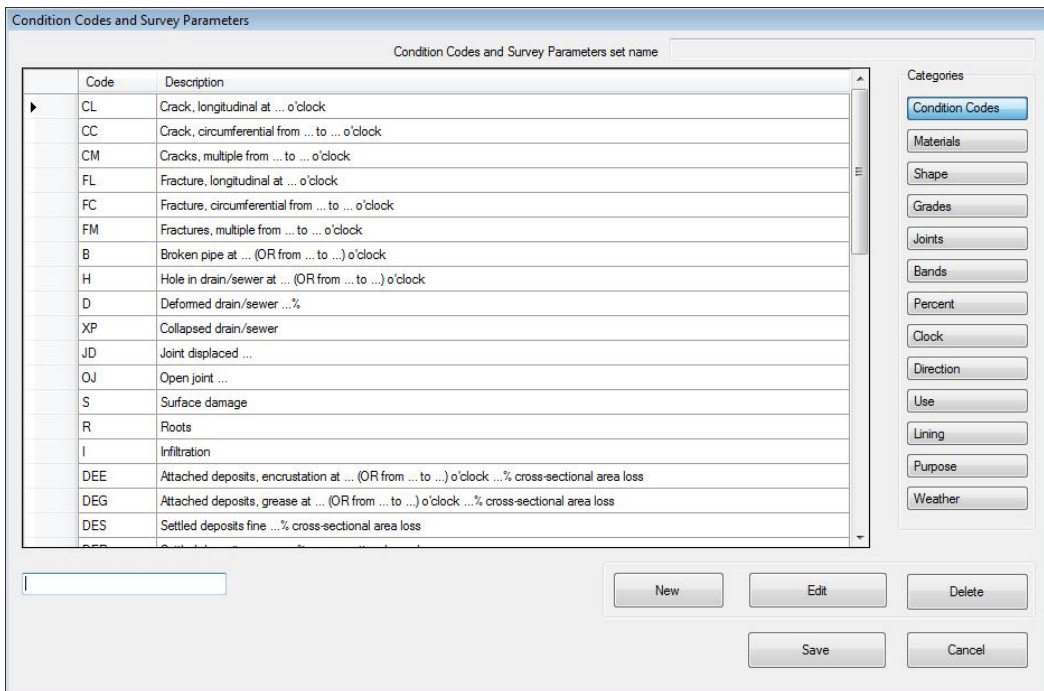 Condition Codes and Survey Parameters
Condition Codes and Survey Parameters set name
Code Description
CL Crack, longitudinal at ... o'clock
CC Crack, circumferential from ... to ... o'clock
CM Cracks, multiple from ... to ... o'clock
FL Fracture, longitudinal at ... o'clock
FC Fracture, circumferential from ... to ... o'clock
FM Fractures, multiple from ... to ... o'clock
B Broken pipe at ... (OR from ... to ...) o'clock
H Hole in drain/sewer at ... (OR from ... to ...) o'clock
D Deformed drain/sewer ...%
XP Collapsed drain/sewer
JD Joint displaced ...
OJ Open joint ...
S Surface damage
R Roots
I Infiltration
DEE Attached deposits, encrustation at ... (OR from ... to ...) o'clock ...% cross-sectional area loss
DEG Attached deposits, grease at ... (OR from ... to ...) o'clock ...% cross-sectional area loss
DES Settled deposits fine ...% cross-sectional area loss
Categories
Condition Codes
Materials
Shape
Grades
Joints
Bands
Percent
Clock
Direction
Use
Lining
Purpose
Weather
New Edit Delete
Save Cancel